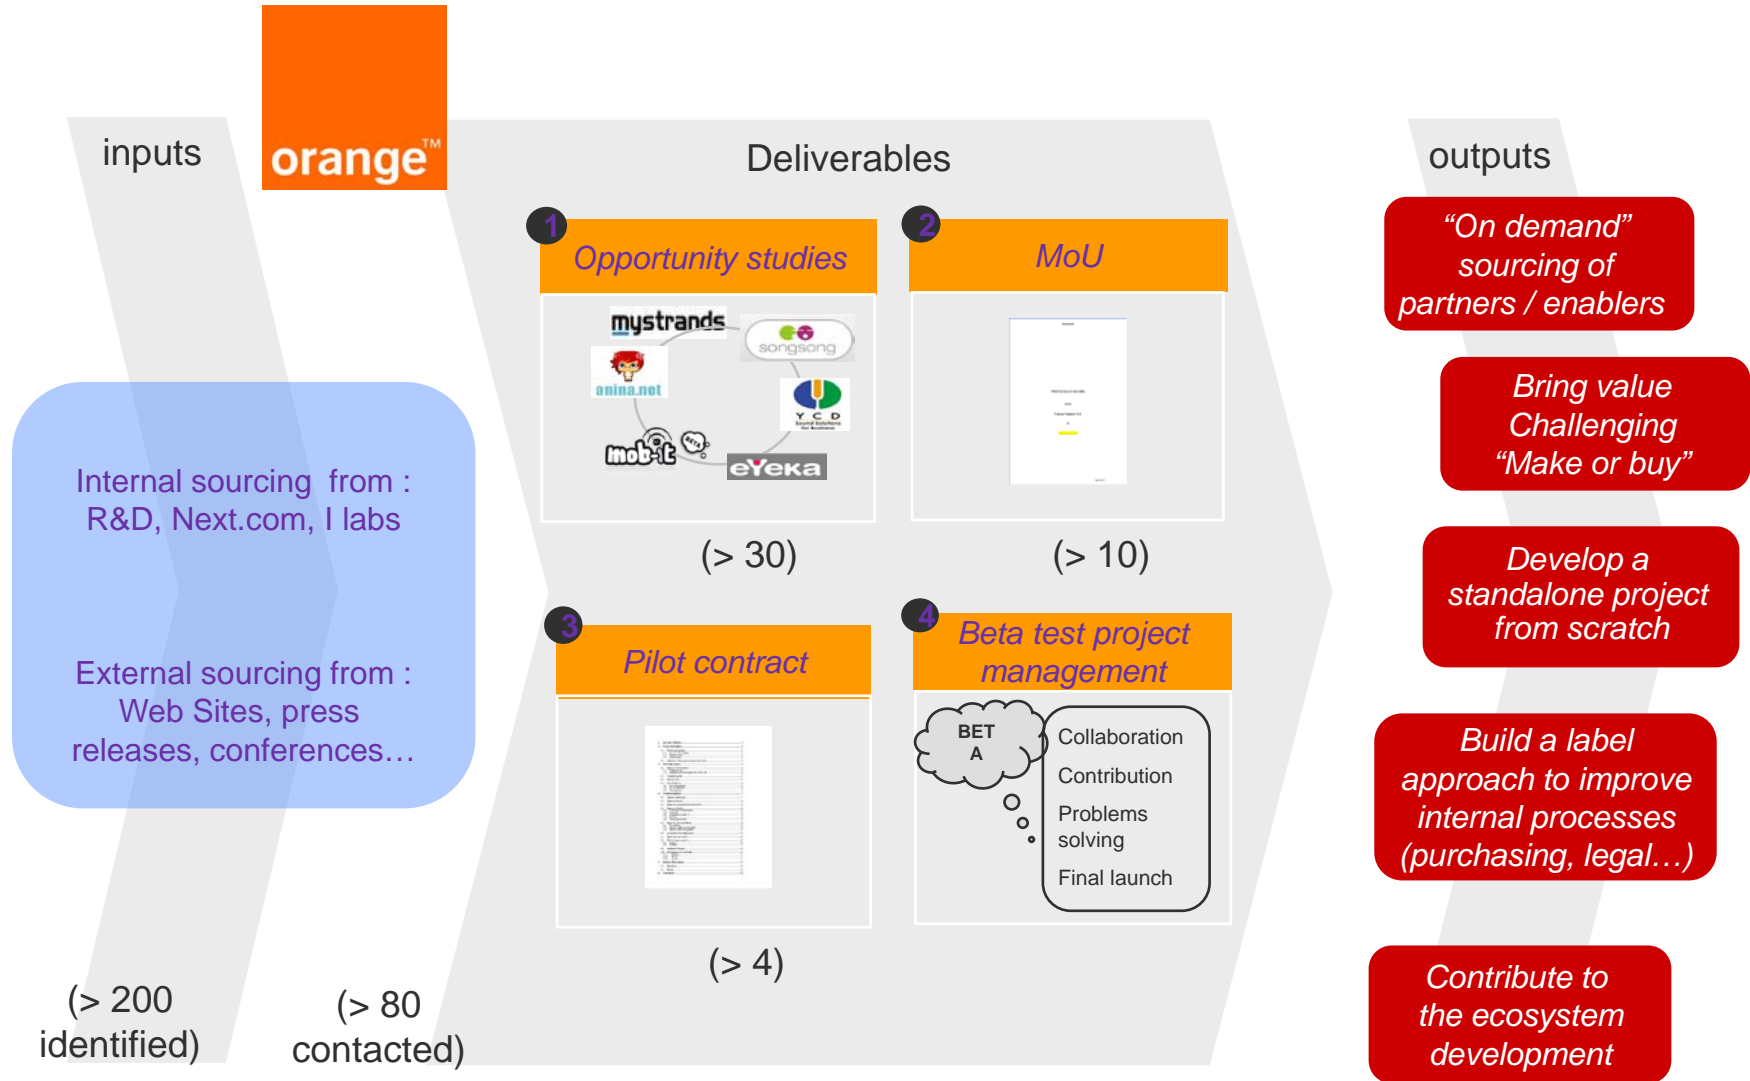 inputs
orange™
Deliverables
outputs
1
Opportunity studies
mystrands
songsong
anina.net
Y C D
Sound Solutions
for Business
mob-it
BETA
eYeka
(> 30)
2
MoU
(> 10)
3
Pilot contract
(> 4)
4
Beta test project
management
BET
A
Collaboration
Contribution
Problems
solving
Final launch
Internal sourcing from :
R&D, Next.com, I labs
External sourcing from :
Web Sites, press
releases, conferences…
(> 200
identified)
(> 80
contacted)
“On demand”
sourcing of
partners / enablers
Bring value
Challenging
“Make or buy”
Develop a
standalone project
from scratch
Build a label
approach to improve
internal processes
(purchasing, legal…)
Contribute to
the ecosystem
development